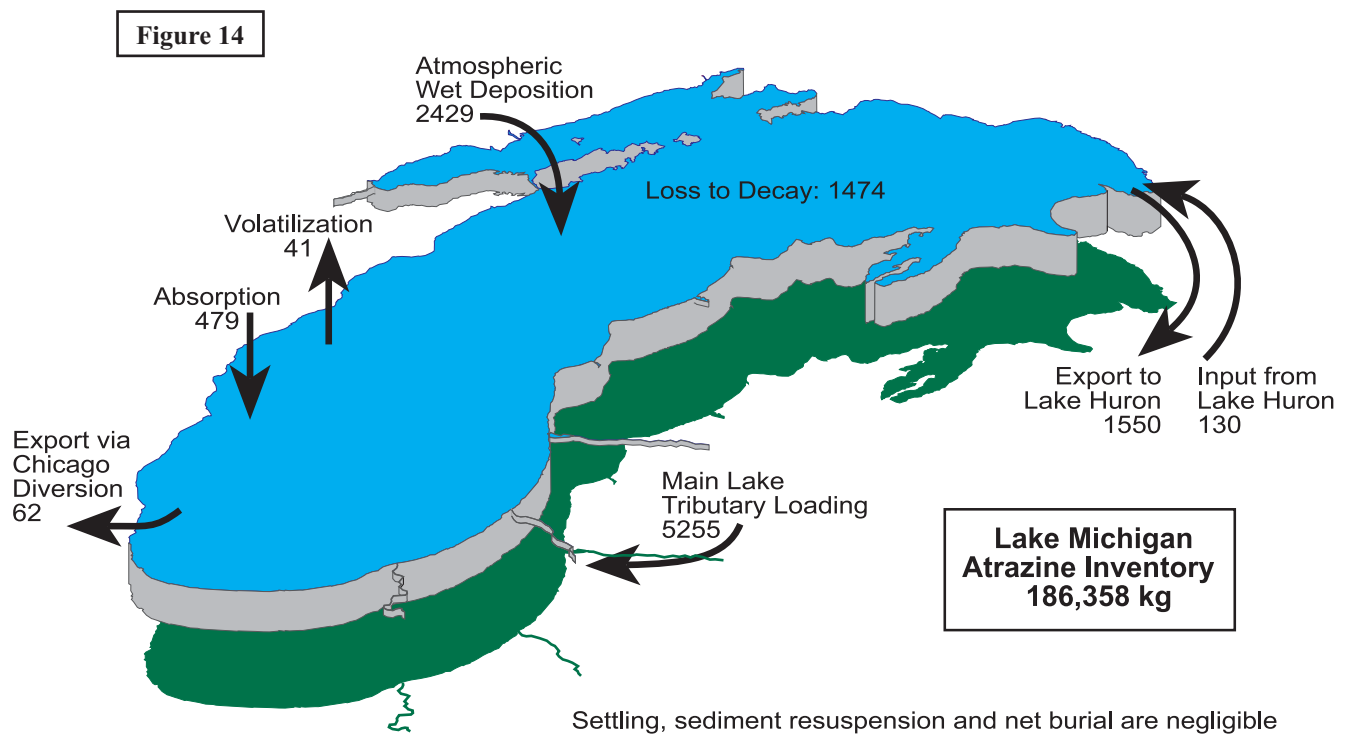 Figure 14
Atmospheric
Wet Deposition
2429
Loss to Decay: 1474
Volatilization
41
Absorption
479
Export to
Lake Huron
1550
Input from
Lake Huron
130
Export via
Chicago
Diversion
62
Main Lake
Tributary Loading
5255
Lake Michigan
Atrazine Inventory
186,358 kg
Settling, sediment resuspension and net burial are negligible